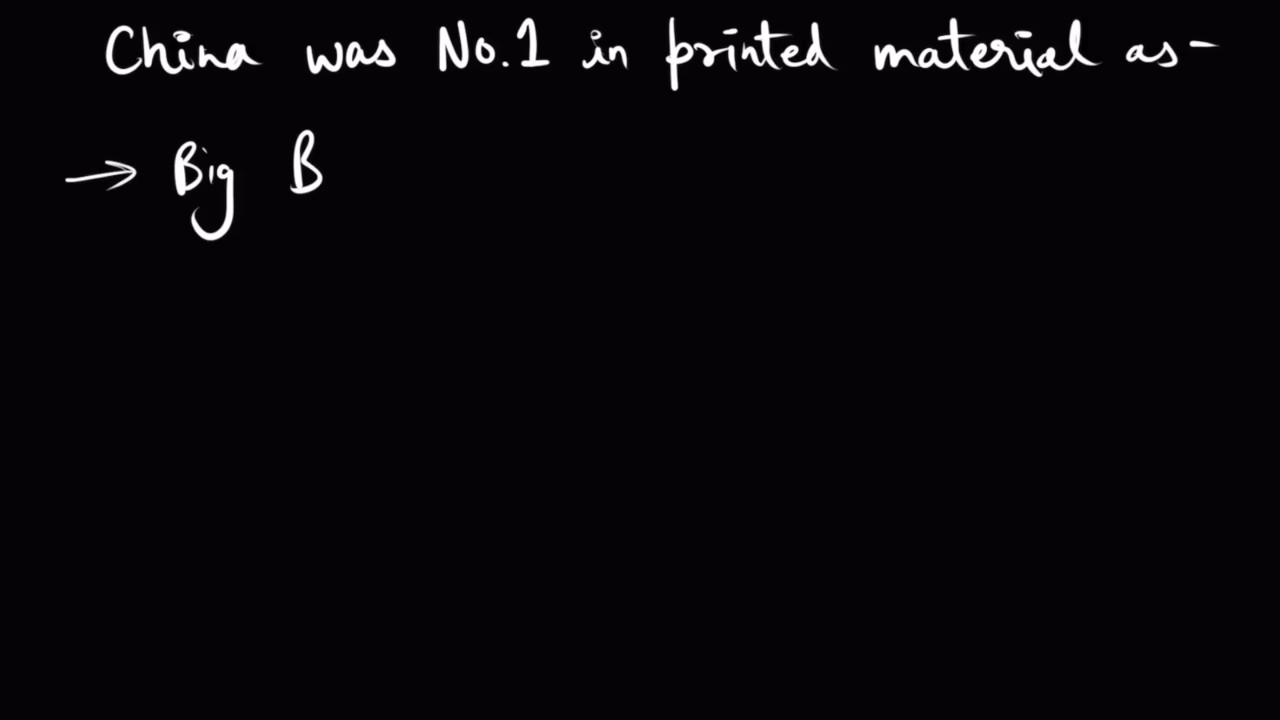 China was No.1 in printed material as-
→ Big B